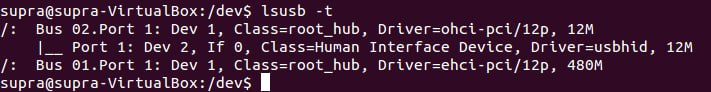 supra@supra-VirtualBox:/dev$ lsusb -t
/:  Bus 02.Port 1: Dev 1, Class=root_hub, Driver=ohci-pci/12p, 12M
    |__ Port 1: Dev 2, If 0, Class=Human Interface Device, Driver=usbhid, 12M
/:  Bus 01.Port 1: Dev 1, Class=root_hub, Driver=ehci-pci/12p, 480M
supra@supra-VirtualBox:/dev$